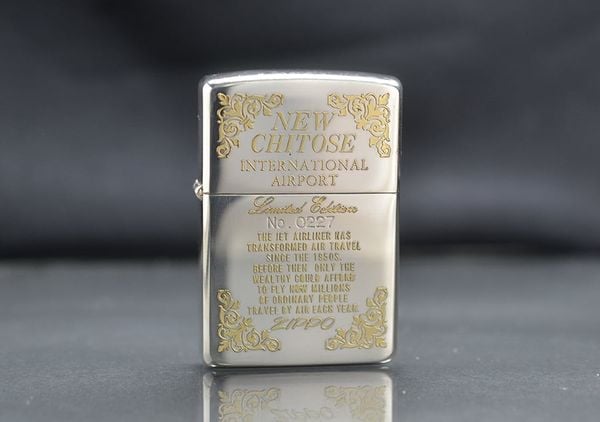 NEW
CHITOSE
INTERNATIONAL
AIRPORT
Limited Edition
No. 0227
THE JET AIRLINER HAS
TRANSFORMED AIR TRAVEL
SINCE THE 1950S.
BEFORE THEN ONLY THE
WEALTHY COULD AFFORD
TO FLY NOW MILLIONS
OF ORDINARY PEOPLE
TRAVEL BY AIR EACH YEAR.
ZIPPO